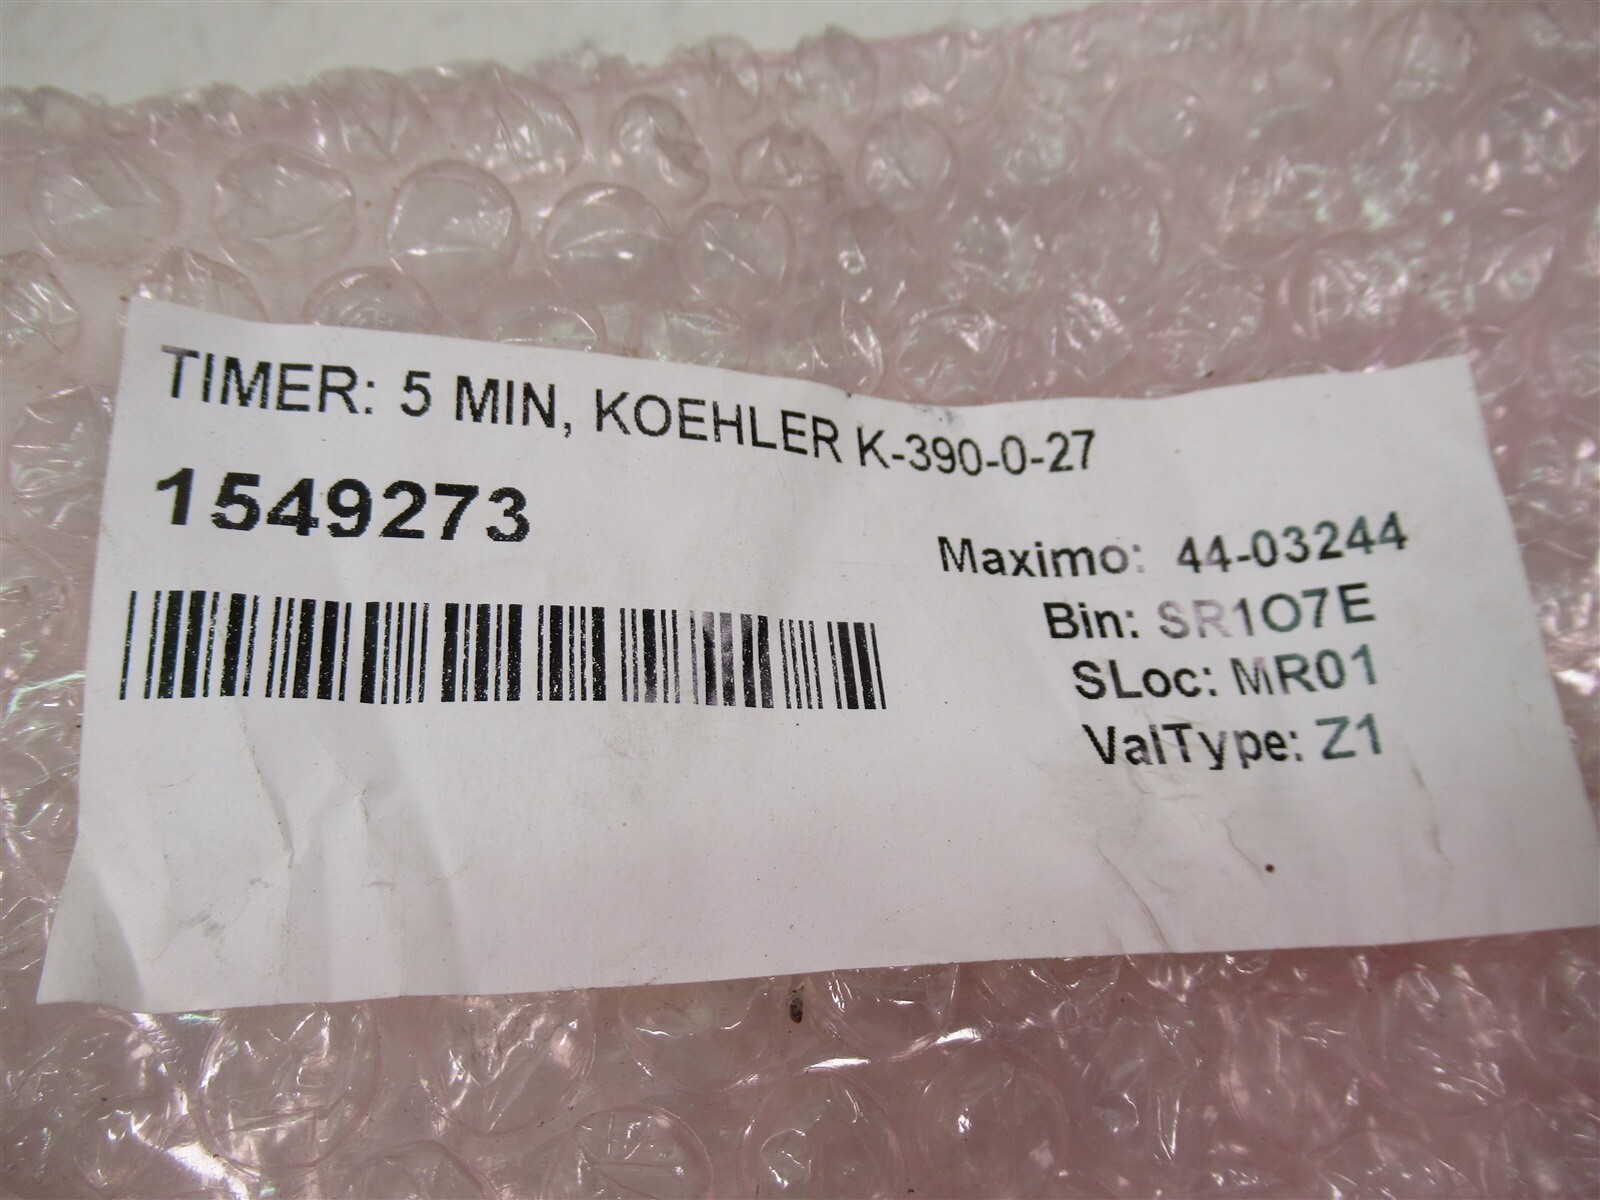 TIMER: 5 MIN, KOEHLER K-390-0-27
1549273
Maximo: 44-03244
Bin: SR1O7E
SLoc: MR01
ValType: Z1